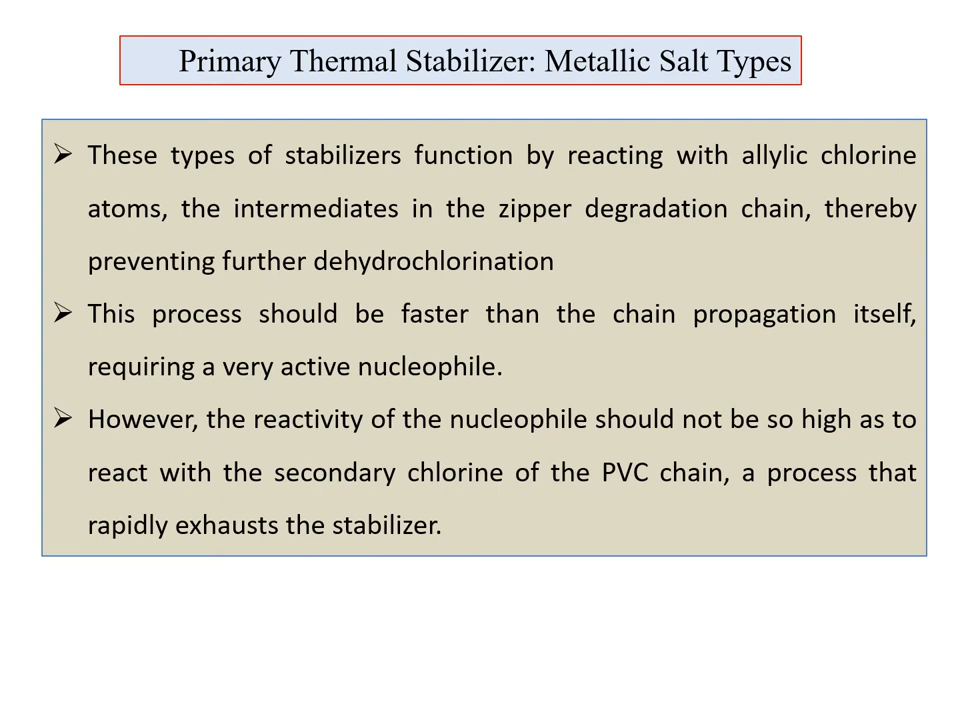 Primary Thermal Stabilizer: Metallic Salt Types
➢ These types of stabilizers function by reacting with allylic chlorine
atoms, the intermediates in the zipper degradation chain, thereby
preventing further dehydrochlorination
➢ This process should be faster than the chain propagation itself,
requiring a very active nucleophile.
➢ However, the reactivity of the nucleophile should not be so high as to
react with the secondary chlorine of the PVC chain, a process that
rapidly exhausts the stabilizer.